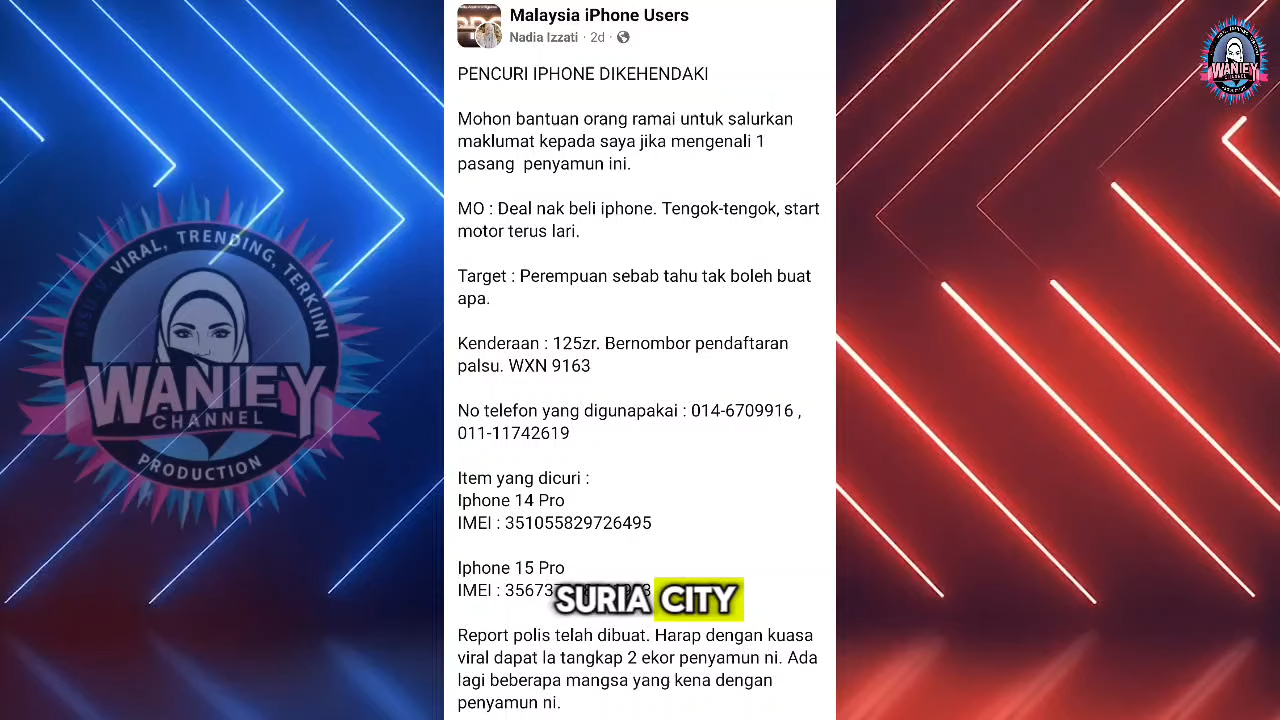 Malaysia iPhone Users
Nadia Izzati · 2d ·
PENCURI IPHONE DIKEHENDAKI
Mohon bantuan orang ramai untuk salurkan
maklumat kepada saya jika mengenali 1
pasang penyamun ini.
MO : Deal nak beli iphone. Tengok-tengok, start
motor terus lari.
Target : Perempuan sebab tahu tak boleh buat
apa.
Kenderaan : 125zr. Bernombor pendaftaran
palsu. WXN 9163
No telefon yang digunapakai : 014-6709916 ,
011-11742619
Item yang dicuri :
Iphone 14 Pro
IMEI : 351055829726495
Iphone 15 Pro
IMEI :
SURIA CITY
Report polis telah dibuat. Harap dengan kuasa
viral dapat la tangkap 2 ekor penyamun ni. Ada
lagi beberapa mangsa yang kena dengan
penyamun ni.
VIRAL, TRENDING, TERKINI
WANIEY
CHANNEL
PRODUCTION
WANIEY
CHANNEL